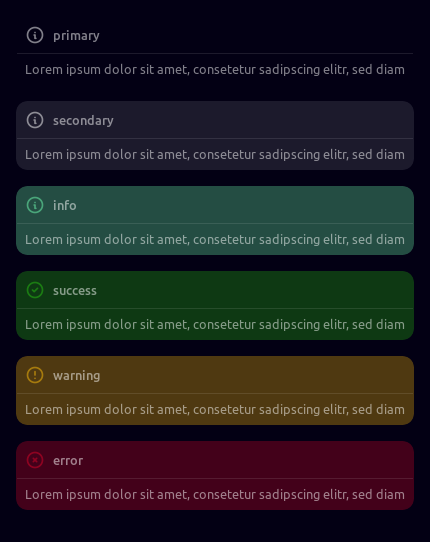 primary
Lorem ipsum dolor sit amet, consetetur sadipscing elitr, sed diam
secondary
Lorem ipsum dolor sit amet, consetetur sadipscing elitr, sed diam
info
Lorem ipsum dolor sit amet, consetetur sadipscing elitr, sed diam
success
Lorem ipsum dolor sit amet, consetetur sadipscing elitr, sed diam
warning
Lorem ipsum dolor sit amet, consetetur sadipscing elitr, sed diam
error
Lorem ipsum dolor sit amet, consetetur sadipscing elitr, sed diam